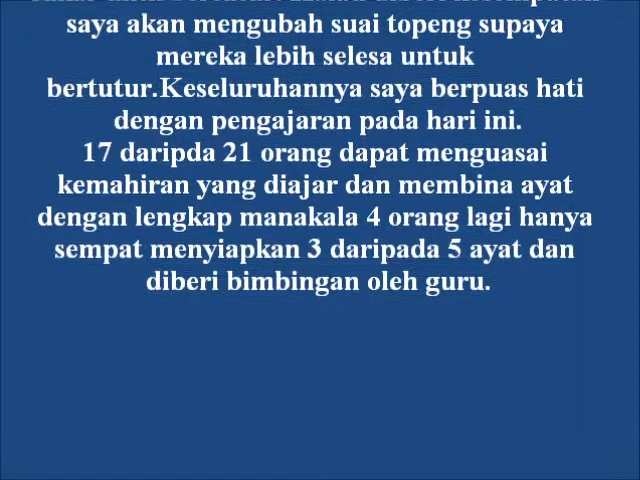 saya akan mengubah suai topeng supaya
mereka lebih selesa untuk
bertutur.Keseluruhannya saya berpuas hati
dengan pengajaran pada hari ini.
17 daripda 21 orang dapat menguasai
kemahiran yang diajar dan membina ayat
dengan lengkap manakala 4 orang lagi hanya
sempat menyiapkan 3 daripada 5 ayat dan
diberi bimbingan oleh guru.